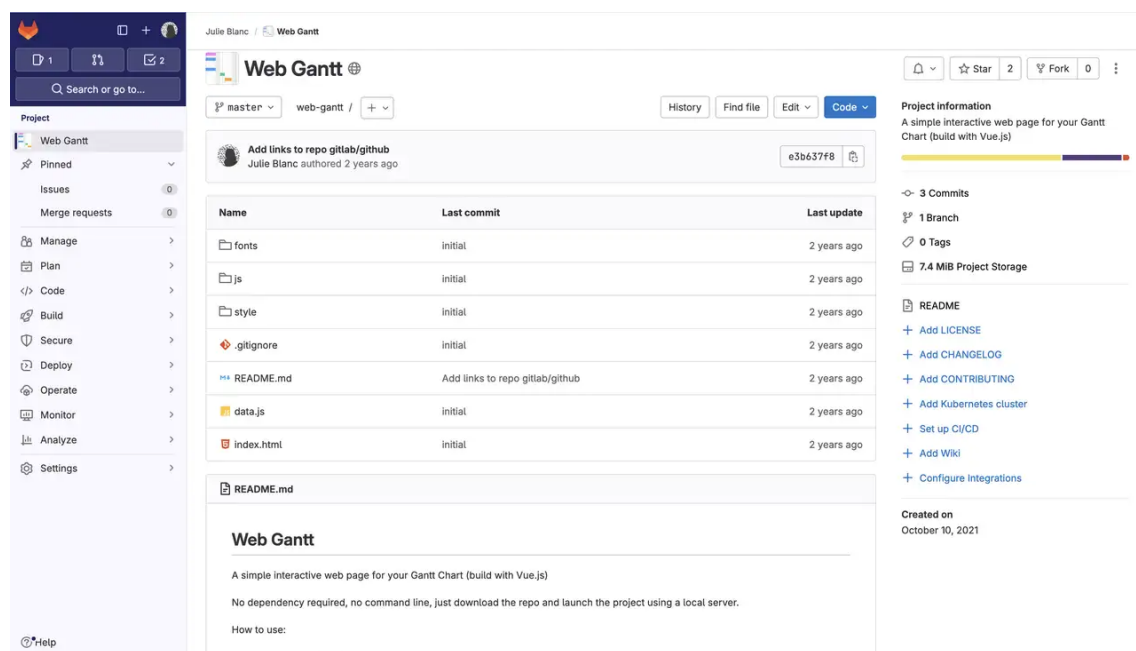 1
2
Search or go to...
Project
Web Gantt
Pinned
Issues 0
Merge requests 0
Manage
Plan
Code
Build
Secure
Deploy
Operate
Monitor
Analyze
Settings
Help
Julie Blanc / Web Gantt
Web Gantt
Star 2
Fork 0
master
web-gantt / +
History
Find file
Edit
Code
Add links to repo gitlab/github
Julie Blanc authored 2 years ago
e3b637f8
Name Last commit Last update
fonts initial 2 years ago
js initial 2 years ago
style initial 2 years ago
.gitignore initial 2 years ago
README.md Add links to repo gitlab/github 2 years ago
data.js initial 2 years ago
index.html initial 2 years ago
README.md
Web Gantt
A simple interactive web page for your Gantt Chart (build with Vue.js)
No dependency required, no command line, just download the repo and launch the project using a local server.
How to use:
Project information
A simple interactive web page for your Gantt
Chart (build with Vue.js)
3 Commits
1 Branch
0 Tags
7.4 MiB Project Storage
README
Add LICENSE
Add CHANGELOG
Add CONTRIBUTING
Add Kubernetes cluster
Set up CI/CD
Add Wiki
Configure Integrations
Created on
October 10, 2021